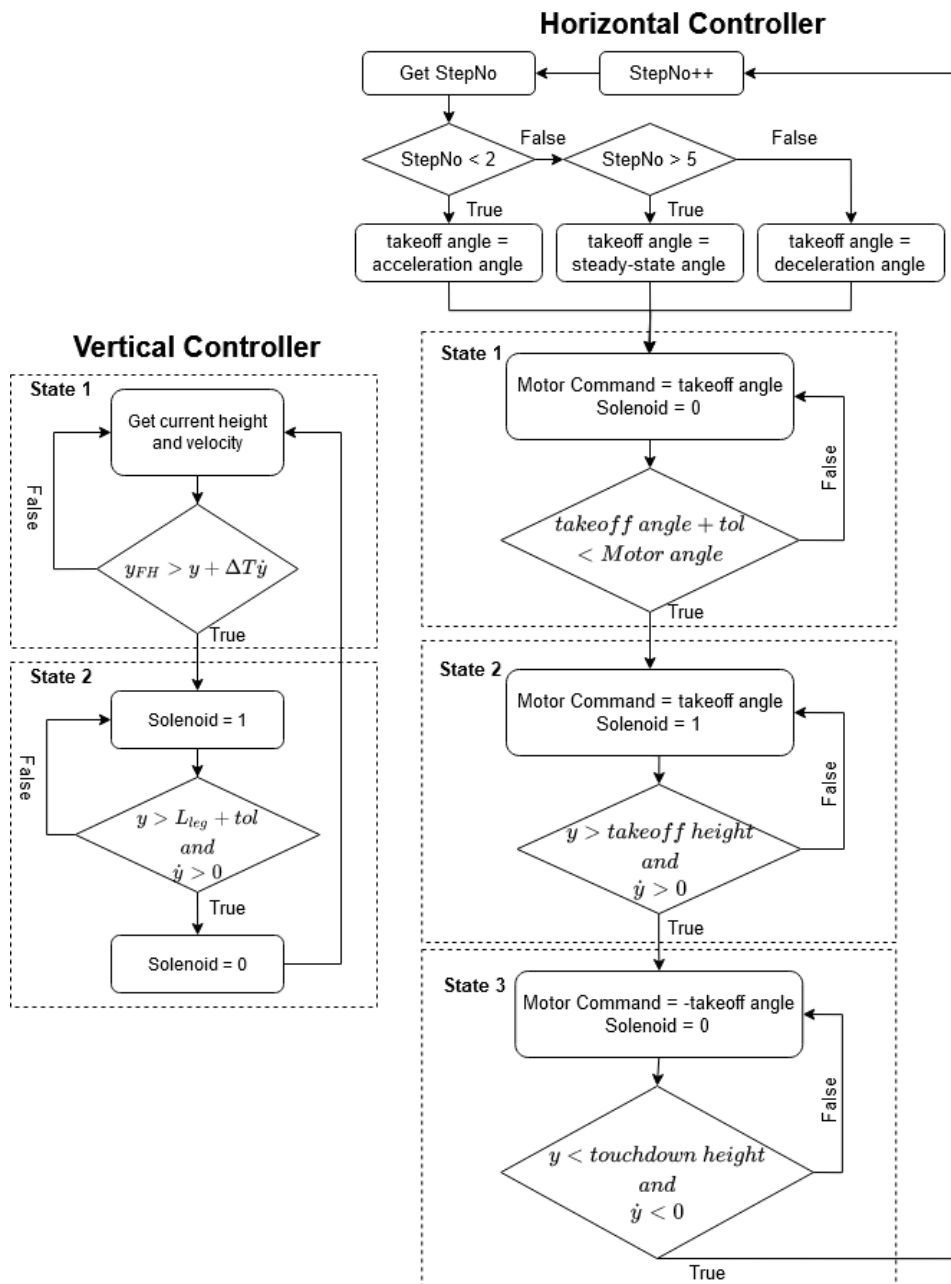 Horizontal Controller
Get StepNo
StepNo++
StepNo < 2
False
StepNo > 5
False
True
True
takeoff angle =
acceleration angle
takeoff angle =
steady-state angle
takeoff angle =
deceleration angle
Vertical Controller
State 1
Get current height
and velocity
False
y_{FH} > y + ΔTẏ
True
State 2
Solenoid = 1
False
y > L_{leg} + tol
and
ẏ > 0
True
Solenoid = 0
State 1
Motor Command = takeoff angle
Solenoid = 0
False
takeoff angle + tol
< Motor angle
True
State 2
Motor Command = takeoff angle
Solenoid = 1
False
y > takeoff height
and
ẏ > 0
True
State 3
Motor Command = -takeoff angle
Solenoid = 0
False
y < touchdown height
and
ẏ < 0
True